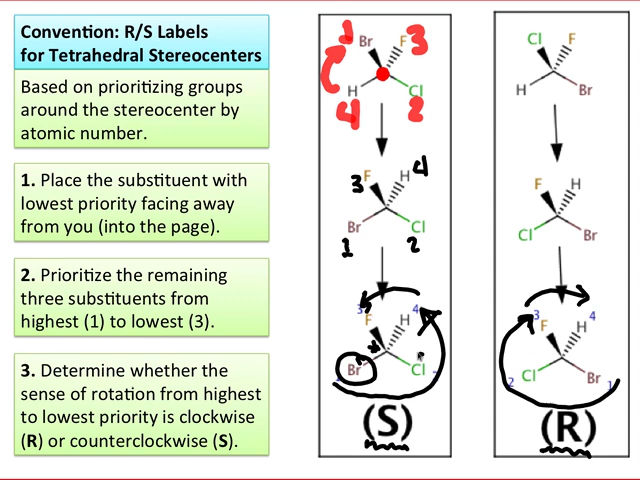 Convention: R/S Labels
for Tetrahedral Stereocenters
Based on prioritizing groups
around the stereocenter by
atomic number.
1. Place the substituent with
lowest priority facing away
from you (into the page).
2. Prioritize the remaining
three substituents from
highest (1) to lowest (3).
3. Determine whether the
sense of rotation from highest
to lowest priority is clockwise
(R) or counterclockwise (S).
1 Br F 3
H Cl
4 2
3 F H 4
Br Cl
1 2
3 4
F H
Br Cl
(S)
Cl F
H Br
F H
Cl Br
3 4
F H
2 Cl Br 1
(R)